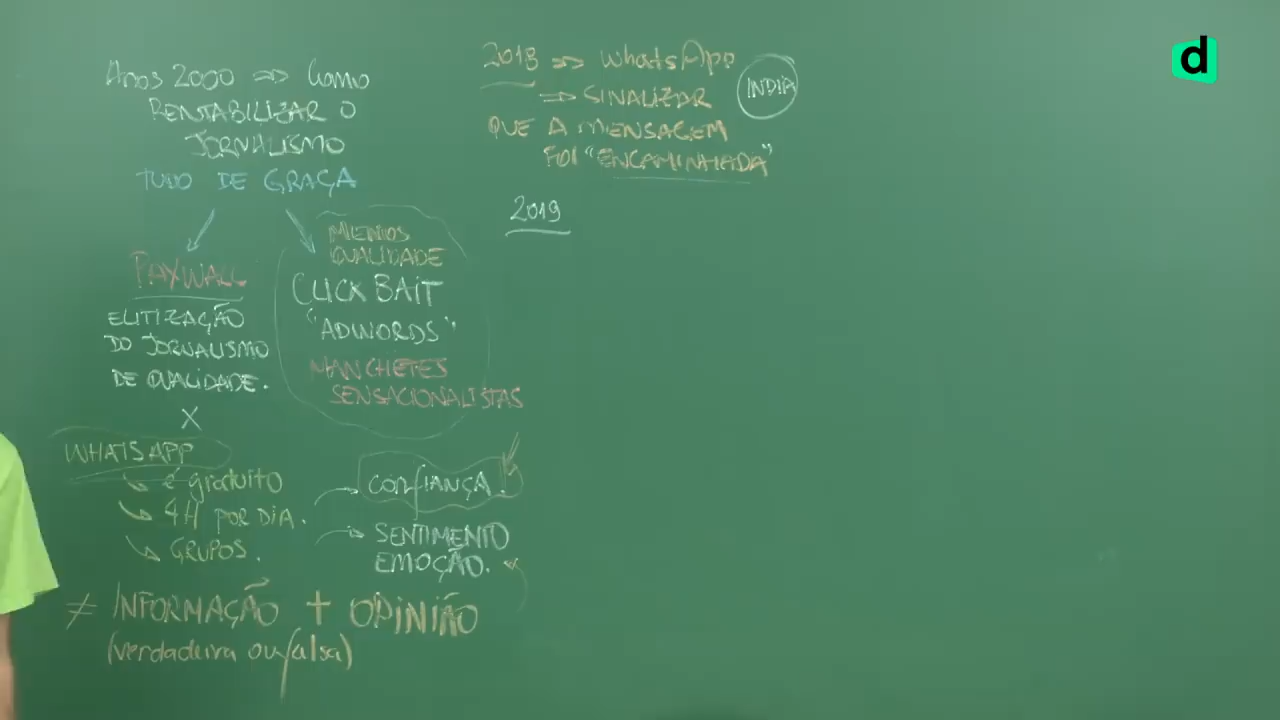 Anos 2000 => Como
RENTABILIZAR O
JORNALISMO
TUDO DE GRAÇA
PAYWALL
ELITIZAÇÃO
DO JORNALISMO
DE QUALIDADE.
X
MENOS
QUALIDADE
CLICK BAIT
"ADWORDS"
MANCHETES
SENSACIONALISTAS
WHATSAPP
é gratuito
4H POR DIA.
GRUPOS.
CONFIANÇA.
SENTIMENTO
EMOÇÃO.
≠ INFORMAÇÃO + OPINIÃO
(verdadeira ou falsa)
2018 => WhatsApp
=> SINALIZAR
INDIA
QUE A MENSAGEM
FOI "ENCAMINHADA"
2019
d